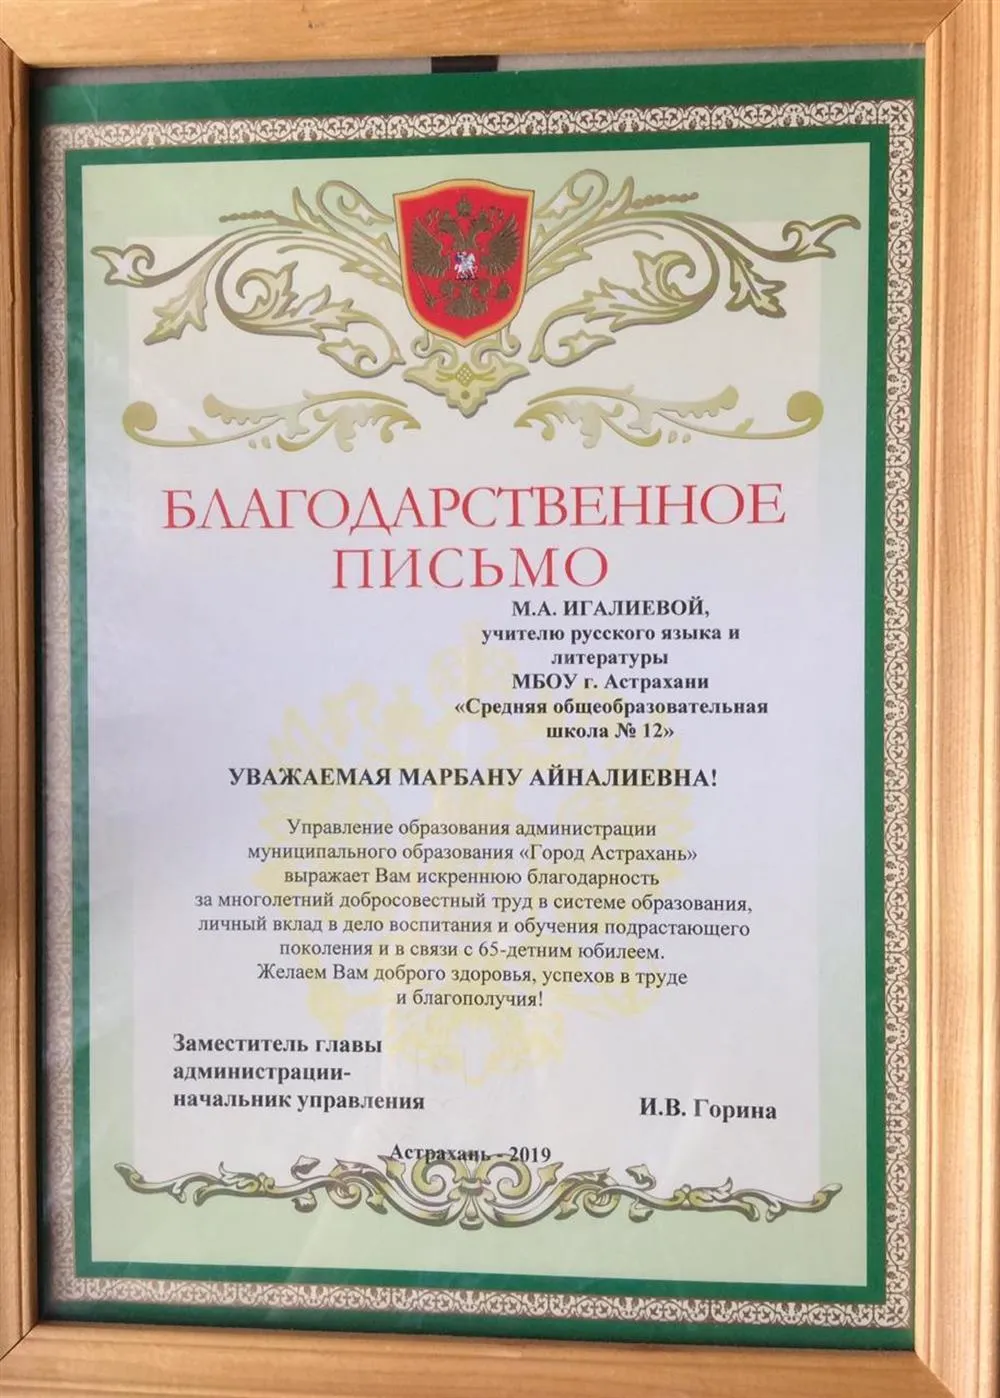 БЛАГОДАРСТВЕННОЕ
ПИСЬМО
М.А. ИГАЛИЕВОЙ,
учителю русского языка и
литературы
МБОУ г. Астрахани
«Средняя общеобразовательная
школа № 12»
УВАЖАЕМАЯ МАРБАНУ АЙНАЛИЕВНА!
Управление образования администрации
муниципального образования «Город Астрахань»
выражает Вам искреннюю благодарность
за многолетний добросовестный труд в системе образования,
личный вклад в дело воспитания и обучения подрастающего
поколения и в связи с 65-детним юбилеем.
Желаем Вам доброго здоровья, успехов в труде
и благополучия!
Заместитель главы
администрации-
начальник управления
И.В. Горина
Астрахань - 2019